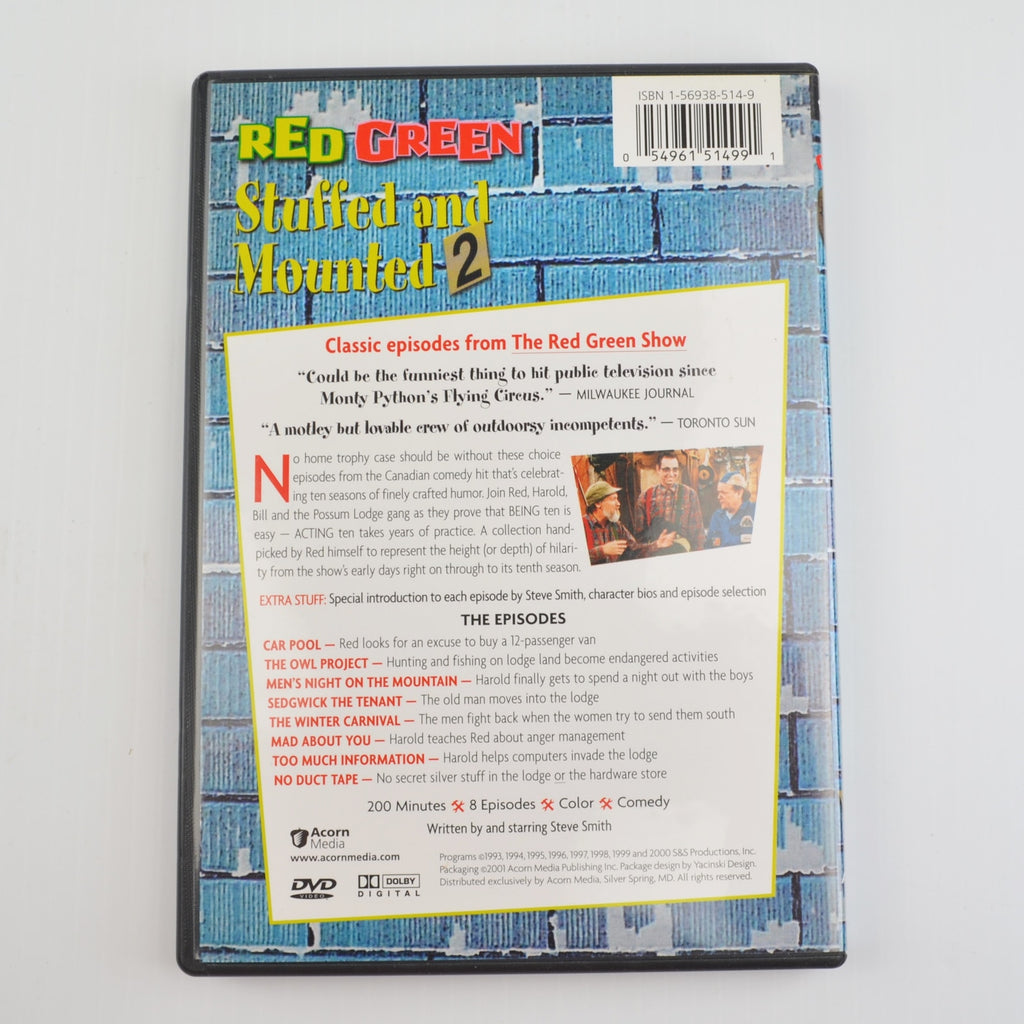 ISBN 1-56938-514-9
0 54961 51499 1
RED GREEN
Stuffed and
Mounted 2
Classic episodes from The Red Green Show
“Could be the funniest thing to hit public television since
Monty Python’s Flying Circus.” — MILWAUKEE JOURNAL
“A motley but lovable crew of outdoorsy incompetents.” — TORONTO SUN
No home trophy case should be without these choice
episodes from the Canadian comedy hit that’s celebrat-
ing ten seasons of finely crafted humor. Join Red, Harold,
Bill and the Possum Lodge gang as they prove that BEING ten is
easy — ACTING ten takes years of practice. A collection hand-
picked by Red himself to represent the height (or depth) of hilari-
ty from the show’s early days right on through to its tenth season.
EXTRA STUFF: Special introduction to each episode by Steve Smith, character bios and episode selection
THE EPISODES
CAR POOL — Red looks for an excuse to buy a 12-passenger van
THE OWL PROJECT — Hunting and fishing on lodge land become endangered activities
MEN’S NIGHT ON THE MOUNTAIN — Harold finally gets to spend a night out with the boys
SEDGWICK THE TENANT — The old man moves into the lodge
THE WINTER CARNIVAL — The men fight back when the women try to send them south
MAD ABOUT YOU — Harold teaches Red about anger management
TOO MUCH INFORMATION — Harold helps computers invade the lodge
NO DUCT TAPE — No secret silver stuff in the lodge or the hardware store
200 Minutes 8 Episodes Color Comedy
Written by and starring Steve Smith
Acorn
Media
www.acornmedia.com
Programs ©1993, 1994, 1995, 1996, 1997, 1998, 1999 and 2000 S&S Productions, Inc.
Packaging ©2001 Acorn Media Publishing Inc. Package design by Yacinski Design.
Distributed exclusively by Acorn Media, Silver Spring, MD. All rights reserved.
DVD
VIDEO
DOLBY
DIGITAL